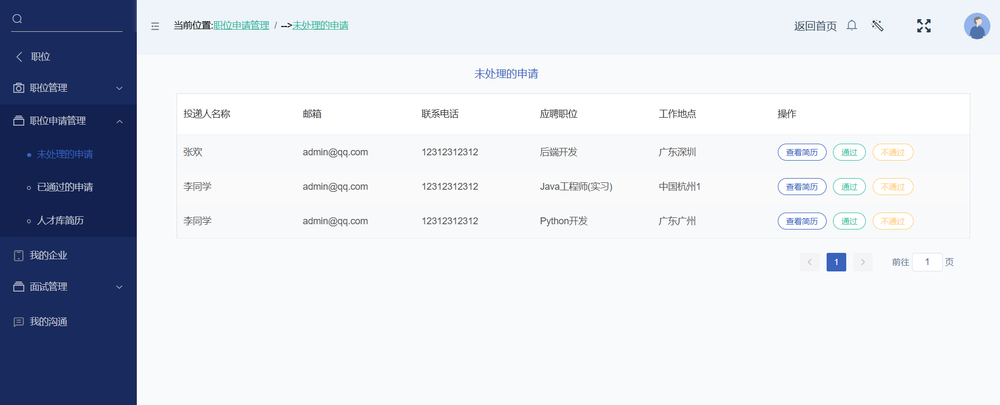 职位
职位管理
职位申请管理
未处理的申请
已通过的申请
人才库简历
我的企业
面试管理
我的沟通
当前位置:职位申请管理 / -->未处理的申请
返回首页
未处理的申请
投递人名称 邮箱 联系电话 应聘职位 工作地点 操作
张欢 admin@qq.com 12312312312 后端开发 广东深圳 查看简历 通过 不通过
李同学 admin@qq.com 12312312312 Java工程师(实习) 中国杭州1 查看简历 通过 不通过
李同学 admin@qq.com 12312312312 Python开发 广东广州 查看简历 通过 不通过
1 前往 1 页